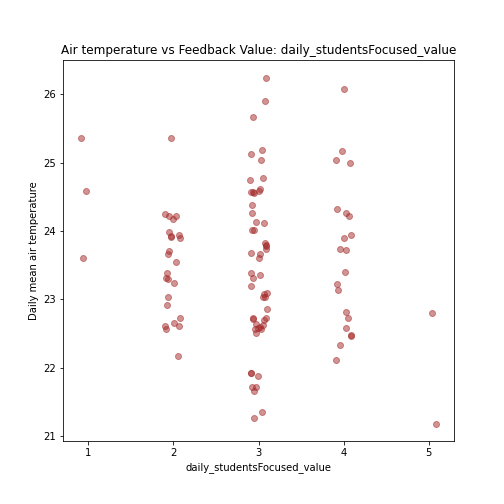 Air temperature vs Feedback Value: daily_studentsFocused_value
26
25
24
23
22
21
Daily mean air temperature
1 2 3 4 5
daily_studentsFocused_value